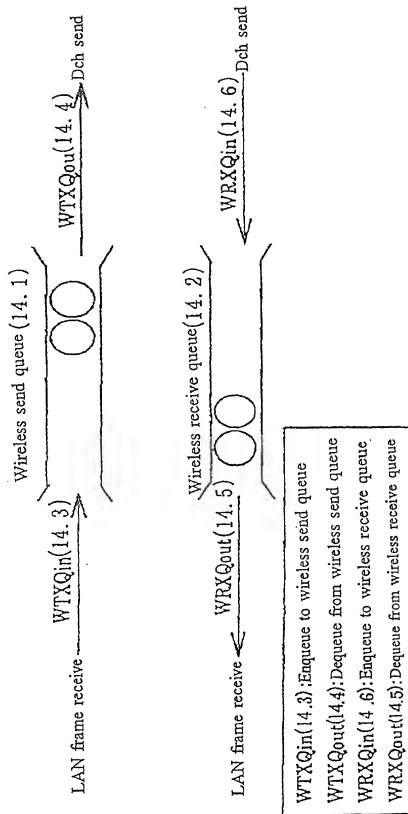 Wireless send queue(14. 1)
LAN frame receive
WTXQin(14. 3)
WTXQou(14. 4)
Dch send
Wireless receive queue(14. 2)
LAN frame receive
WRXQout(14. 5)
WRXQin(14. 6)
Dch send
WTXQin(14.3):Enqueue to wireless send queue
WTXQout(14,4):Dequeue from wireless send queue
WRXQin(14 .6):Enqueue to wireless receive queue
WRXQout(14.5):Dequeue from wireless receive queue